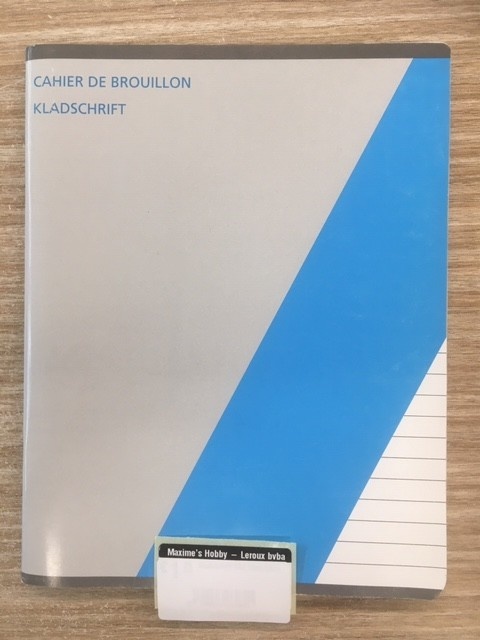 CAHIER DE BROUILLON
KLADSCHRIFT
Maxime's Hobby – Leroux bvba